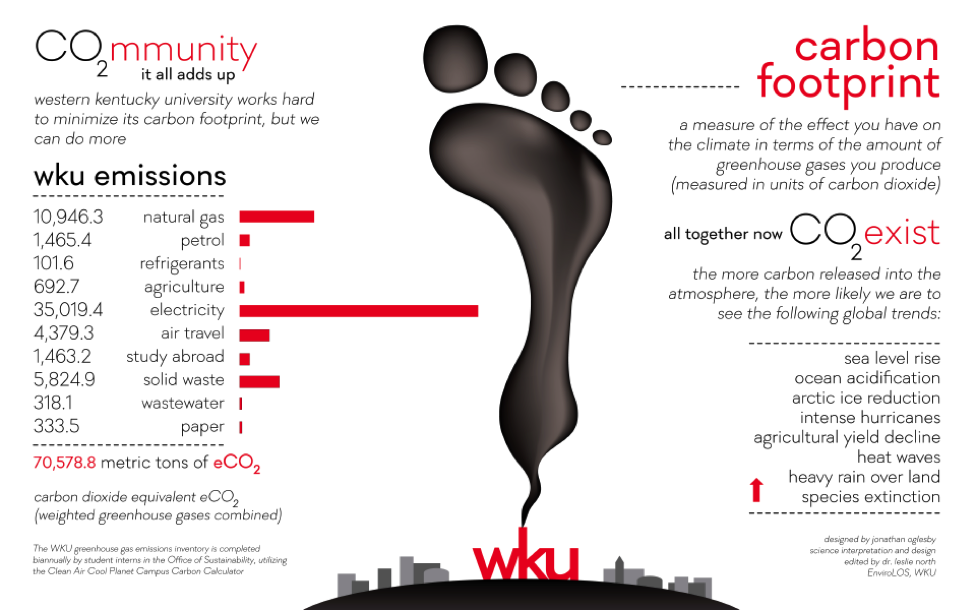 CO2mmunity
it all adds up
western kentucky university works hard
to minimize its carbon footprint, but we
can do more
wku emissions
10,946.3 natural gas
1,465.4 petrol
101.6 refrigerants
692.7 agriculture
35,019.4 electricity
4,379.3 air travel
1,463.2 study abroad
5,824.9 solid waste
318.1 wastewater
333.5 paper
70,578.8 metric tons of eCO2
carbon dioxide equivalent eCO2
(weighted greenhouse gases combined)
The WKU greenhouse gas emissions inventory is completed
biannually by student interns in the Office of Sustainability, utilizing
the Clean Air Cool Planet Campus Carbon Calculator
wku
carbon
footprint
a measure of the effect you have on
the climate in terms of the amount of
greenhouse gases you produce
(measured in units of carbon dioxide)
all together now CO2exist
the more carbon released into the
atmosphere, the more likely we are to
see the following global trends:
sea level rise
ocean acidification
arctic ice reduction
intense hurricanes
agricultural yield decline
heat waves
heavy rain over land
species extinction
designed by jonathan oglesby
science interpretation and design
edited by dr. leslie north
EnviroLOS, WKU